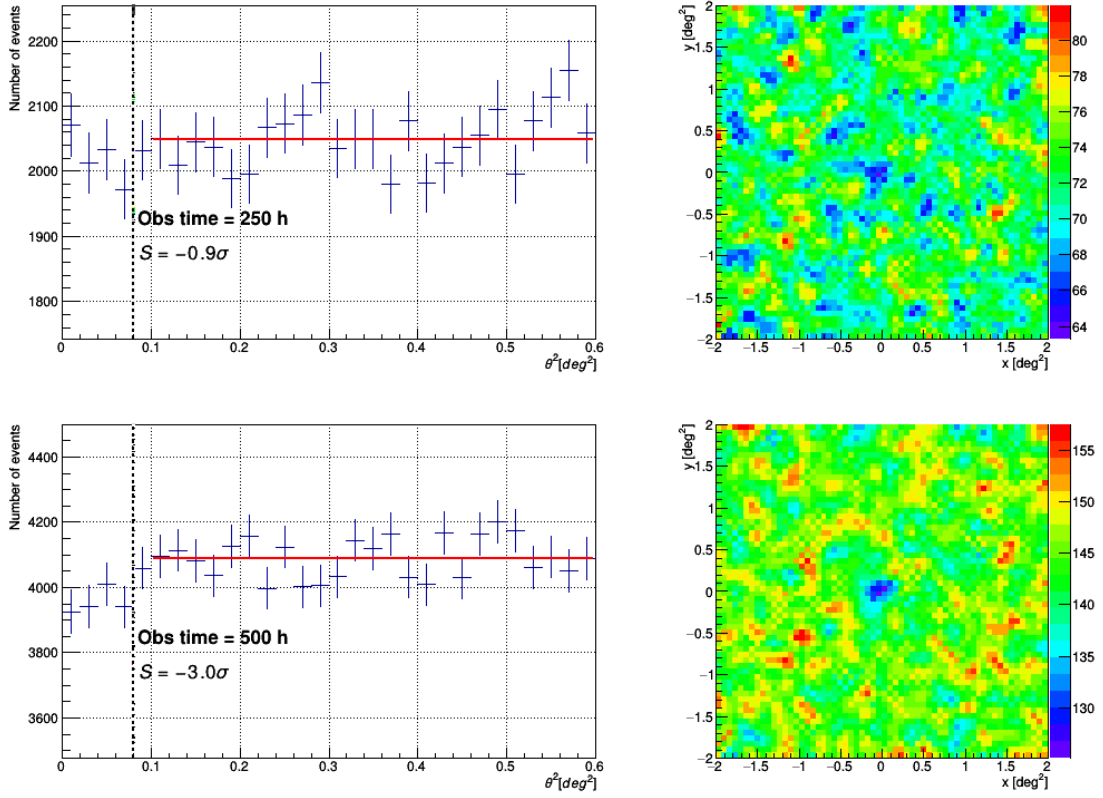 Number of events
2200
2100
2000
1900
1800
0 0.1 0.2 0.3 0.4 0.5 0.6
θ²[deg²]
Obs time = 250 h
S = −0.9σ
y [deg²]
2
1.5
1
0.5
0
−0.5
−1
−1.5
−2
−2 −1.5 −1 −0.5 0 0.5 1 1.5 2
x [deg²]
80
78
76
74
72
70
68
66
64
Number of events
4400
4200
4000
3800
3600
0 0.1 0.2 0.3 0.4 0.5 0.6
θ²[deg²]
Obs time = 500 h
S = −3.0σ
y [deg²]
2
1.5
1
0.5
0
−0.5
−1
−1.5
−2
−2 −1.5 −1 −0.5 0 0.5 1 1.5 2
x [deg²]
155
150
145
140
135
130